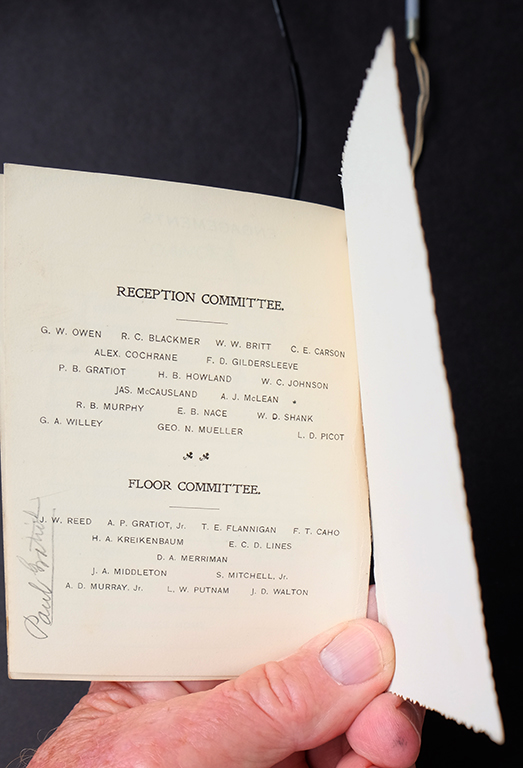 RECEPTION COMMITTEE.
G. W. OWEN R. C. BLACKMER W. W. BRITT C. E. CARSON
ALEX. COCHRANE F. D. GILDERSLEEVE
P. B. GRATIOT H. B. HOWLAND W. C. JOHNSON
JAS. McCAUSLAND A. J. McLEAN
R. B. MURPHY E. B. NACE W. D. SHANK
G. A. WILLEY GEO. N. MUELLER L. D. PICOT
FLOOR COMMITTEE.
W. REED A. P. GRATIOT, Jr. T. E. FLANNIGAN F. T. CAHO
H. A. KREIKENBAUM E. C. D. LINES
D. A. MERRIMAN
J. A. MIDDLETON S. MITCHELL, Jr.
A. D. MURRAY, Jr. L. W. PUTNAM J. D. WALTON
Paul Gratiot